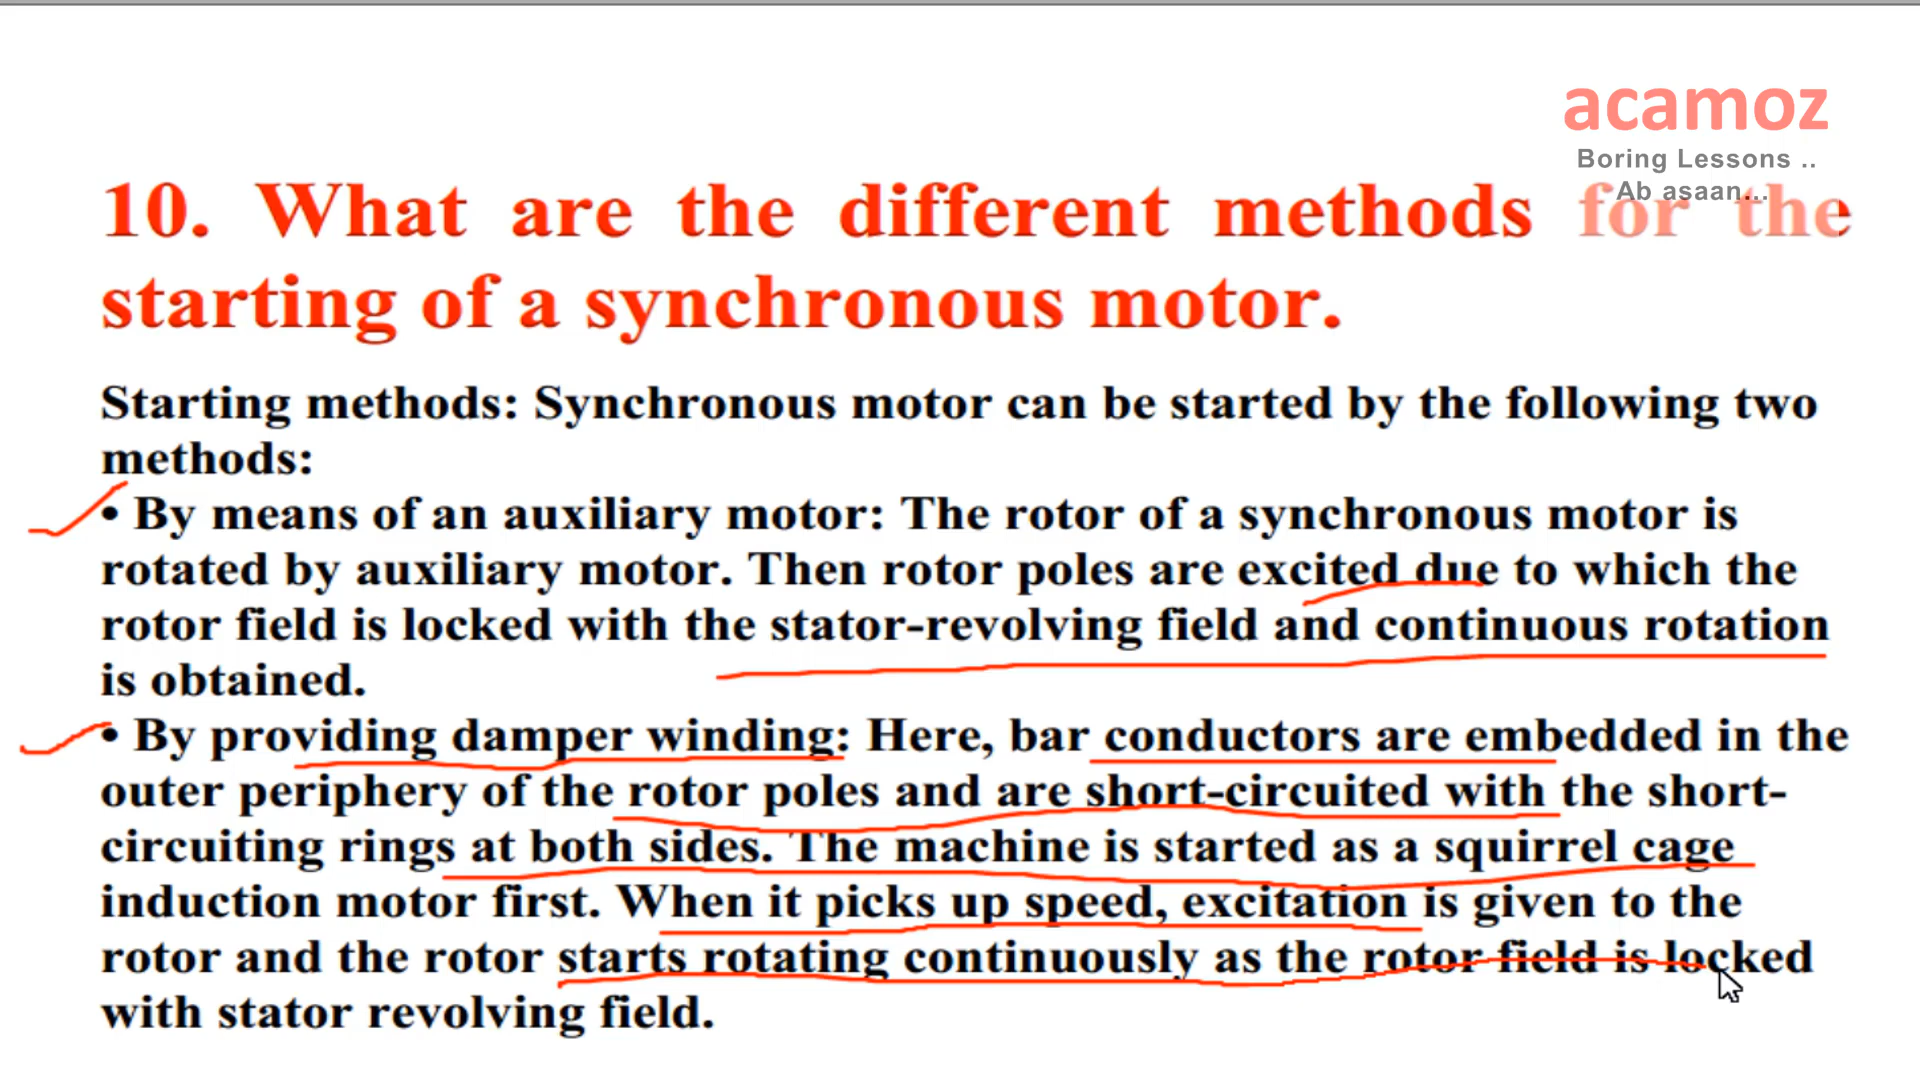 acamoz
Boring Lessons ..
Ab asaan...
10. What are the different methods for the
starting of a synchronous motor.
Starting methods: Synchronous motor can be started by the following two
methods:
• By means of an auxiliary motor: The rotor of a synchronous motor is
rotated by auxiliary motor. Then rotor poles are excited due to which the
rotor field is locked with the stator-revolving field and continuous rotation
is obtained.
• By providing damper winding: Here, bar conductors are embedded in the
outer periphery of the rotor poles and are short-circuited with the short-
circuiting rings at both sides. The machine is started as a squirrel cage
induction motor first. When it picks up speed, excitation is given to the
rotor and the rotor starts rotating continuously as the rotor field is locked
with stator revolving field.